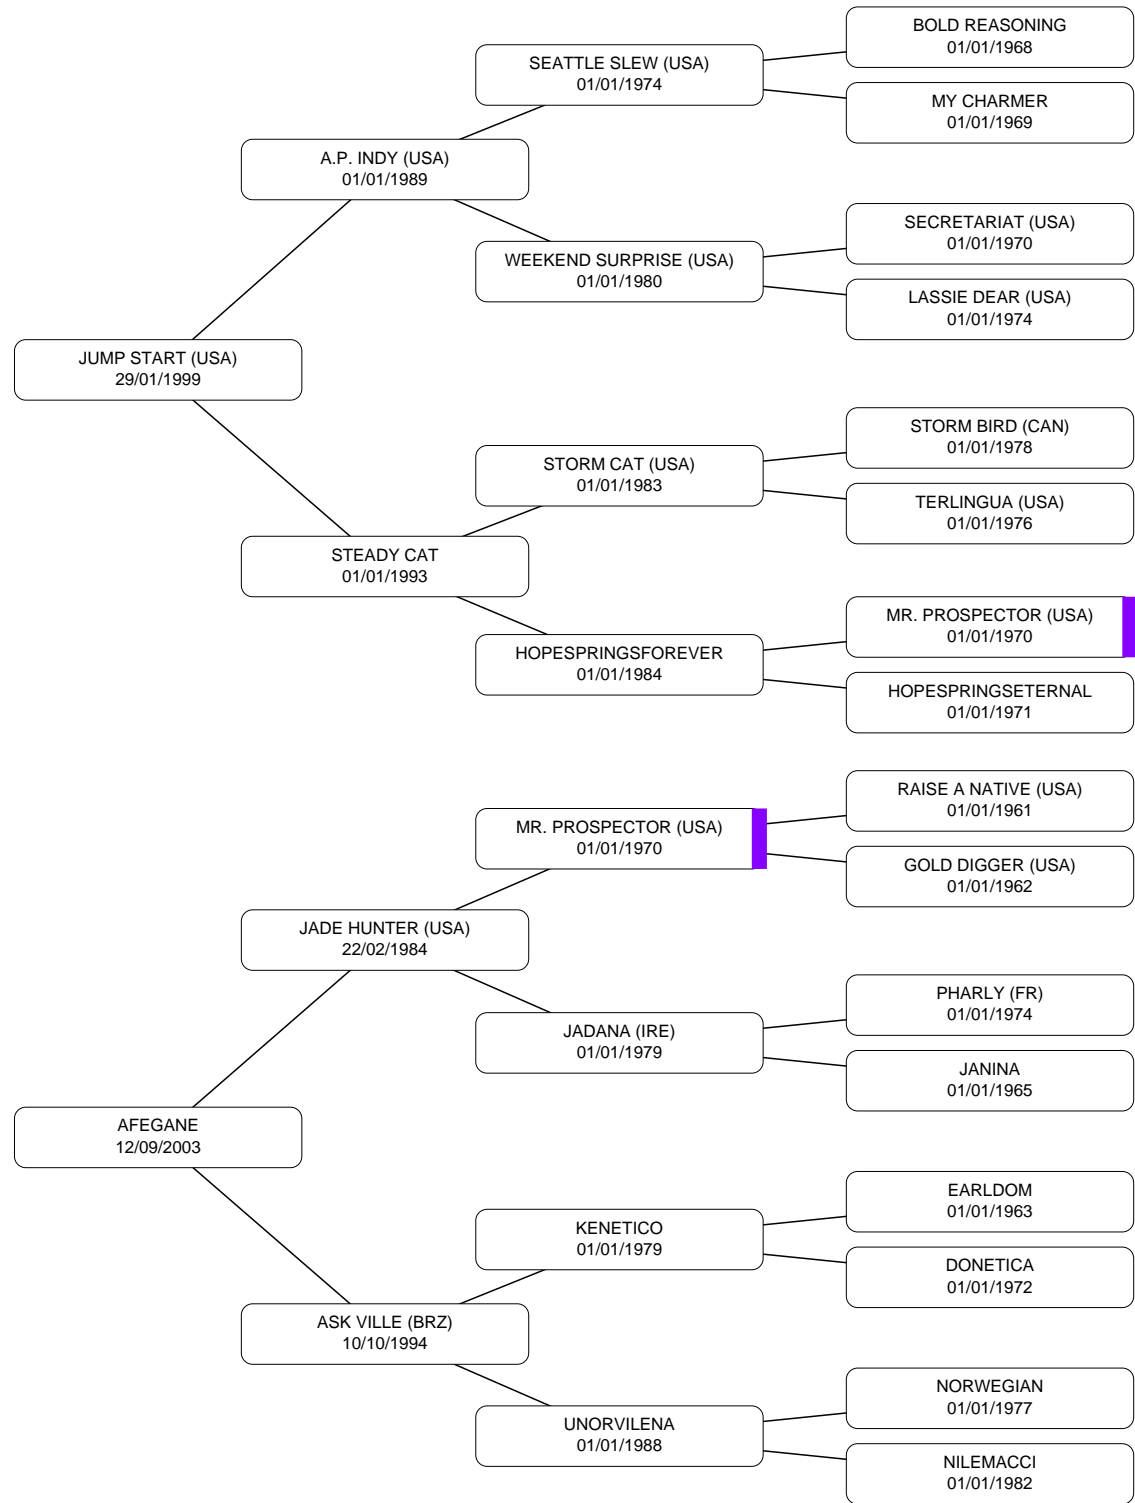 BOLD REASONING
01/01/1968
SEATTLE SLEW (USA)
01/01/1974
MY CHARMER
01/01/1969
A.P. INDY (USA)
01/01/1989
SECRETARIAT (USA)
01/01/1970
WEEKEND SURPRISE (USA)
01/01/1980
LASSIE DEAR (USA)
01/01/1974
JUMP START (USA)
29/01/1999
STORM BIRD (CAN)
01/01/1978
STORM CAT (USA)
01/01/1983
TERLINGUA (USA)
01/01/1976
STEADY CAT
01/01/1993
MR. PROSPECTOR (USA)
01/01/1970
HOPESPRINGSFOREVER
01/01/1984
HOPESPRINGSETERNAL
01/01/1971
RAISE A NATIVE (USA)
01/01/1961
MR. PROSPECTOR (USA)
01/01/1970
GOLD DIGGER (USA)
01/01/1962
JADE HUNTER (USA)
22/02/1984
PHARLY (FR)
01/01/1974
JADANA (IRE)
01/01/1979
JANINA
01/01/1965
AFEGANE
12/09/2003
EARLDOM
01/01/1963
KENETICO
01/01/1979
DONETICA
01/01/1972
ASK VILLE (BRZ)
10/10/1994
NORWEGIAN
01/01/1977
UNORVILENA
01/01/1988
NILEMACCI
01/01/1982